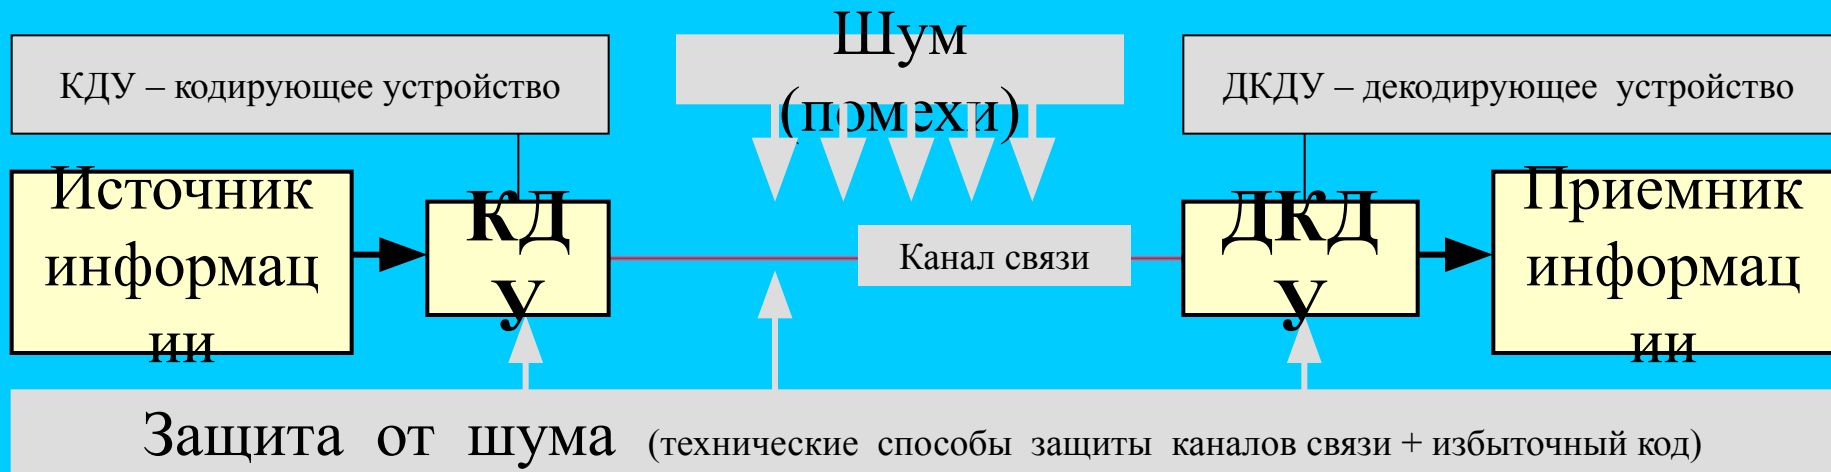 КДУ – кодирующее устройство
Шум
(помехи)
ДКДУ – декодирующее устройство
Источник
информац
ии
КД
У
Канал связи
ДКД
У
Приемник
информац
ии
Защита от шума (технические способы защиты каналов связи + избыточный код)